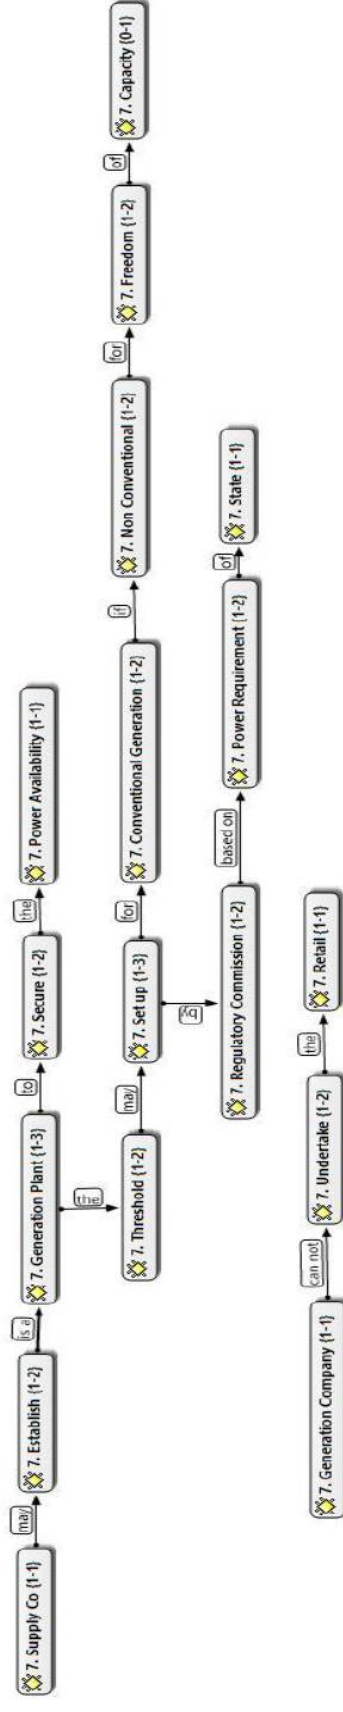 7. Supply Co {1-1}
may
7. Establish {1-2}
is a
7. Generation Plant {1-3}
to
7. Secure {1-2}
the
7. Power Availability {1-1}
the
7. Threshold {1-2}
may
7. Set up {1-3}
for
7. Conventional Generation {1-2}
if
7. Non Conventional {1-2}
for
7. Freedom {1-2}
of
7. Capacity {0-1}
by
7. Regulatory Commission {1-2}
based on
7. Power Requirement {1-2}
of
7. State {1-1}
7. Generation Company {1-1}
can not
7. Undertake {1-2}
the
7. Retail {1-1}